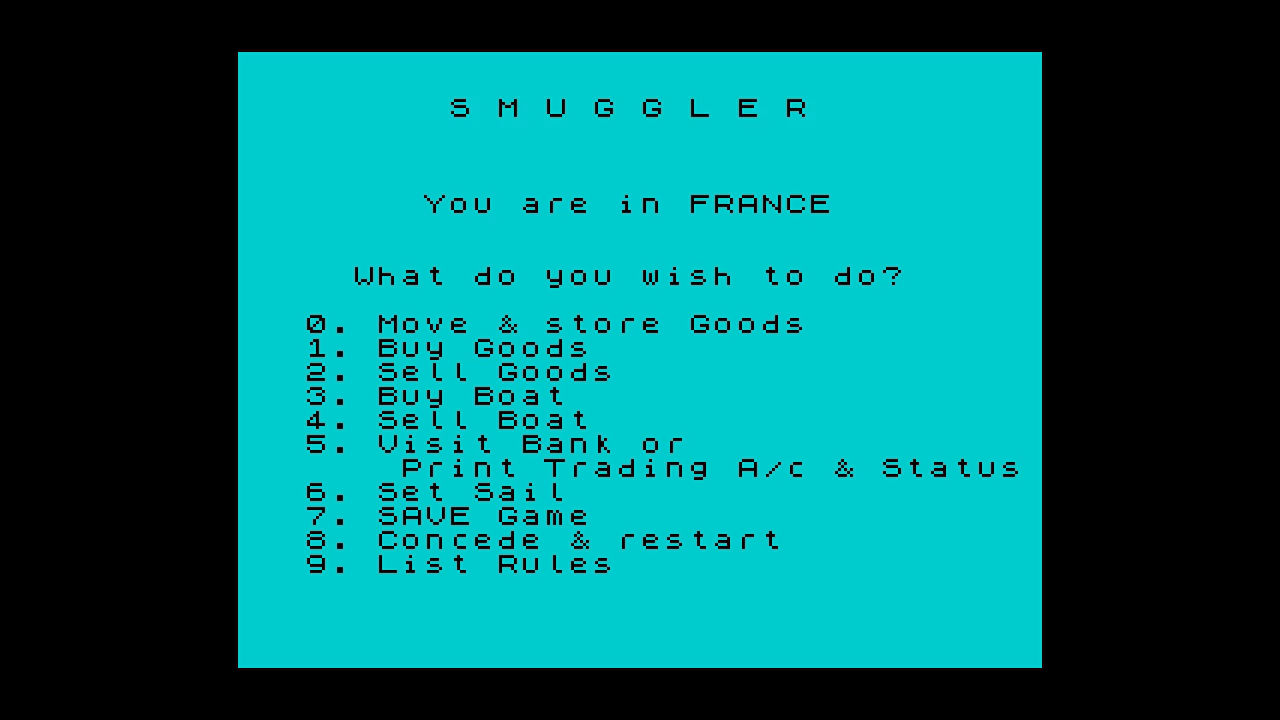 S M U G G L E R
You are in FRANCE
What do you wish to do?
0. Move & store Goods
1. Buy Goods
2. Sell Goods
3. Buy Boat
4. Sell Boat
5. Visit Bank or
Print Trading A/c & Status
6. Set Sail
7. SAVE Game
8. Concede & restart
9. List Rules